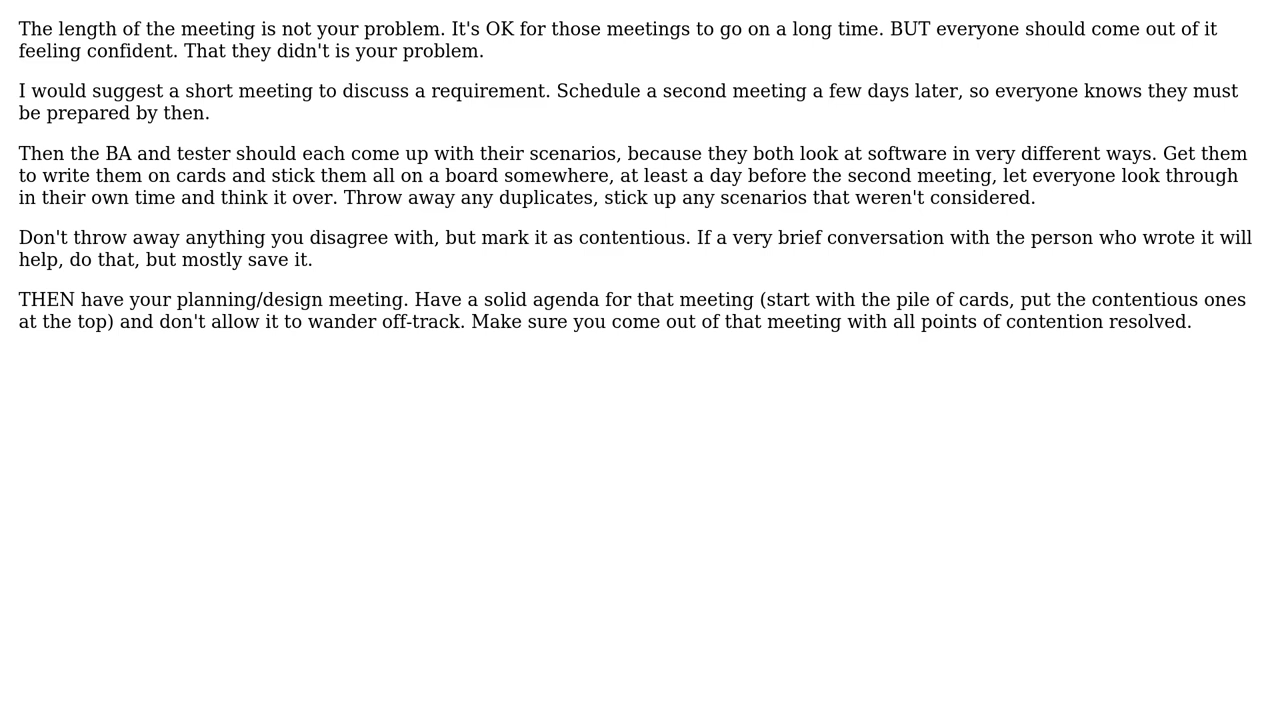 The length of the meeting is not your problem. It's OK for those meetings to go on a long time. BUT everyone should come out of it
feeling confident. That they didn't is your problem.
I would suggest a short meeting to discuss a requirement. Schedule a second meeting a few days later, so everyone knows they must
be prepared by then.
Then the BA and tester should each come up with their scenarios, because they both look at software in very different ways. Get them
to write them on cards and stick them all on a board somewhere, at least a day before the second meeting, let everyone look through
in their own time and think it over. Throw away any duplicates, stick up any scenarios that weren't considered.
Don't throw away anything you disagree with, but mark it as contentious. If a very brief conversation with the person who wrote it will
help, do that, but mostly save it.
THEN have your planning/design meeting. Have a solid agenda for that meeting (start with the pile of cards, put the contentious ones
at the top) and don't allow it to wander off-track. Make sure you come out of that meeting with all points of contention resolved.